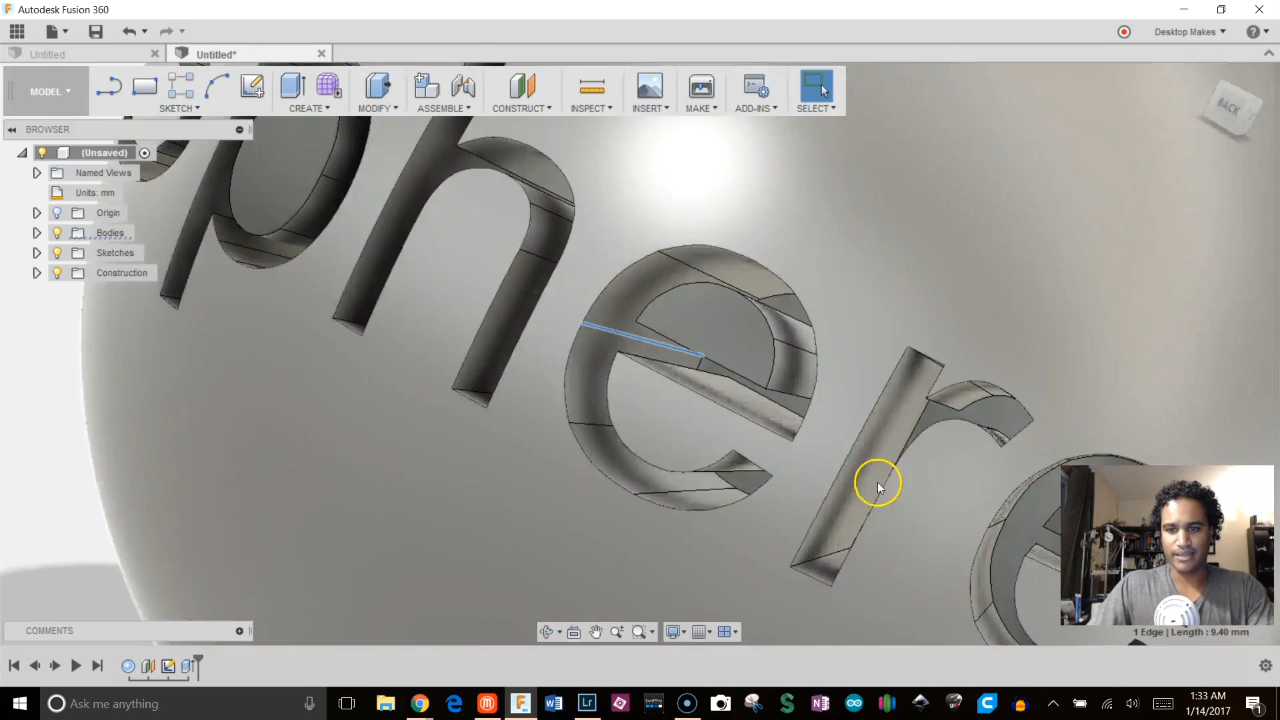 Autodesk Fusion 360
Desktop Makes
Untitled
Untitled*
MODEL
SKETCH
CREATE
MODIFY
ASSEMBLE
CONSTRUCT
INSPECT
INSERT
MAKE
ADD-INS
SELECT
BACK
BROWSER
(Unsaved)
Named Views
Units: mm
Origin
Bodies
Sketches
Construction
phere
COMMENTS
1 Edge | Length : 9.40 mm
Ask me anything
1:33 AM
1/14/2017